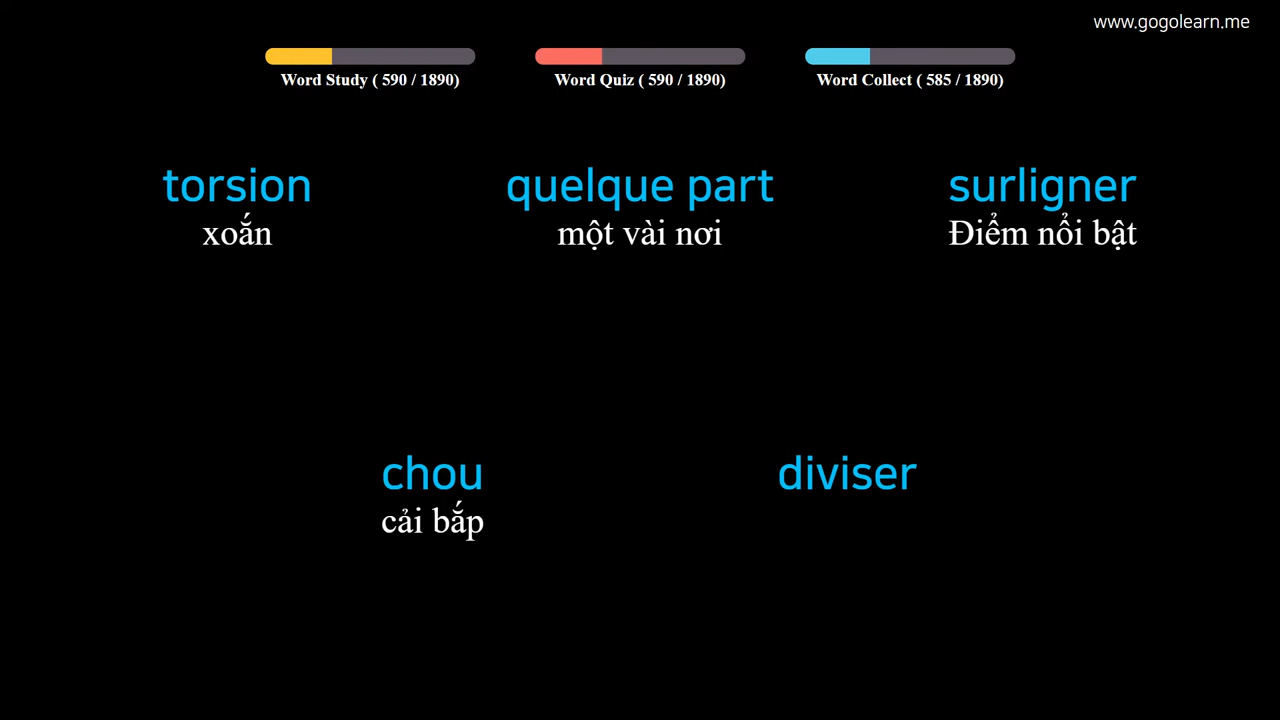 www.gogolearn.me
Word Study ( 590 / 1890)
Word Quiz ( 590 / 1890)
Word Collect ( 585 / 1890)
torsion
xoắn
quelque part
một vài nơi
surligner
Điểm nổi bật
chou
cải bắp
diviser